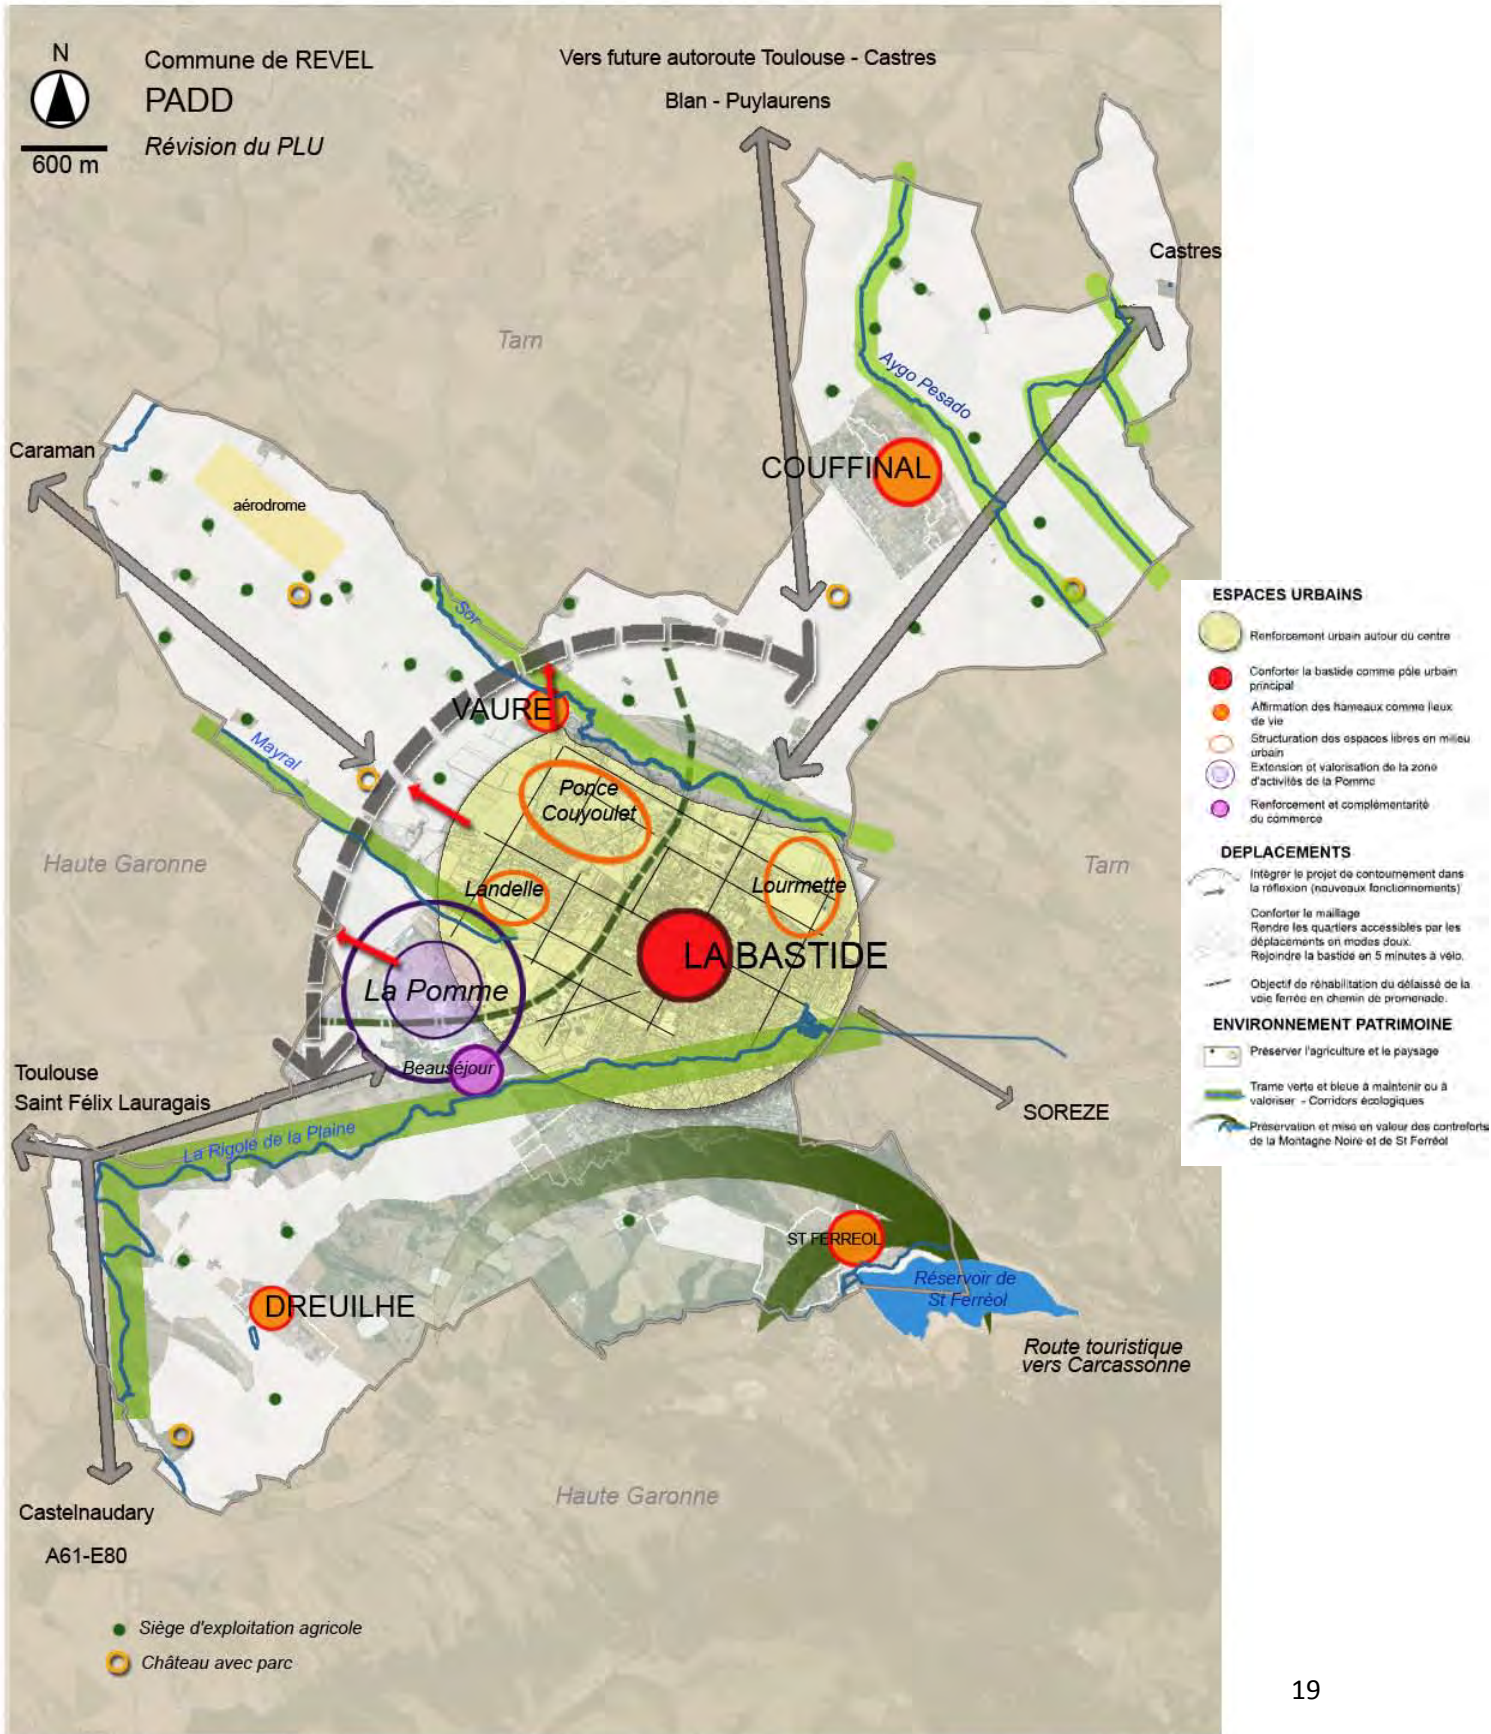 N
600 m
Commune de REVEL
PADD
Révision du PLU
Vers future autoroute Toulouse - Castres
Blan - Puylaurens
Castres
Tarn
Aygo Pesado
Caraman
COUFFINAL
aérodrome
Sor
VAURE
Mayral
Ponce
Couyoulet
Haute Garonne
Landelle
Lourmette
Tarn
LA BASTIDE
La Pomme
Beauséjour
Toulouse
Saint Félix Lauragais
SOREZE
La Rigole de la Plaine
ST FERREOL
Réservoir de
St Ferréol
DREUILHE
Route touristique
vers Carcassonne
Haute Garonne
Castelnaudary
A61-E80
Siège d'exploitation agricole
Château avec parc
ESPACES URBAINS
Renforcement urbain autour du centre
Conforter la bastide comme pôle urbain
principal
Affirmation des hameaux comme lieux
de vie
Structuration des espaces libres en milieu
urbain
Extension et valorisation de la zone
d'activités de la Pomme
Renforcement et complémentarité
du commerce
DEPLACEMENTS
Intégrer le projet de contournement dans
la réflexion (nouveaux fonctionnements)
Conforter le maillage
Rendre les quartiers accessibles par les
déplacements en modes doux.
Rejoindre la bastide en 5 minutes à vélo.
Objectif de réhabilitation du délaissé de la
voie ferrée en chemin de promenade.
ENVIRONNEMENT PATRIMOINE
Préserver l'agriculture et le paysage
Trame verte et bleue à maintenir ou à
valoriser - Corridors écologiques
Préservation et mise en valeur des contreforts
de la Montagne Noire et de St Ferréol
19